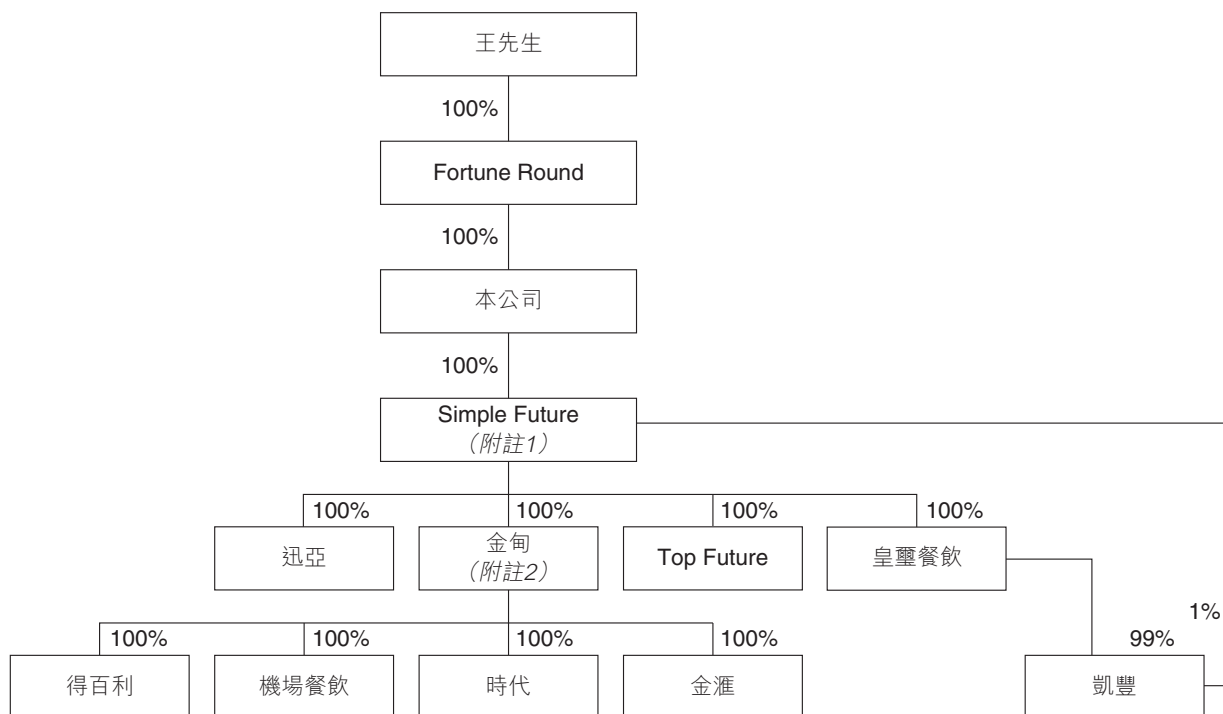 王先生
100%
Fortune Round
100%
本公司
100%
Simple Future
（附註1）
100%
100%
100%
100%
迅亞
金甸
（附註2）
Top Future
皇璽餐飲
1%
100%
100%
100%
100%
99%
得百利
機場餐飲
時代
金滙
凱豐